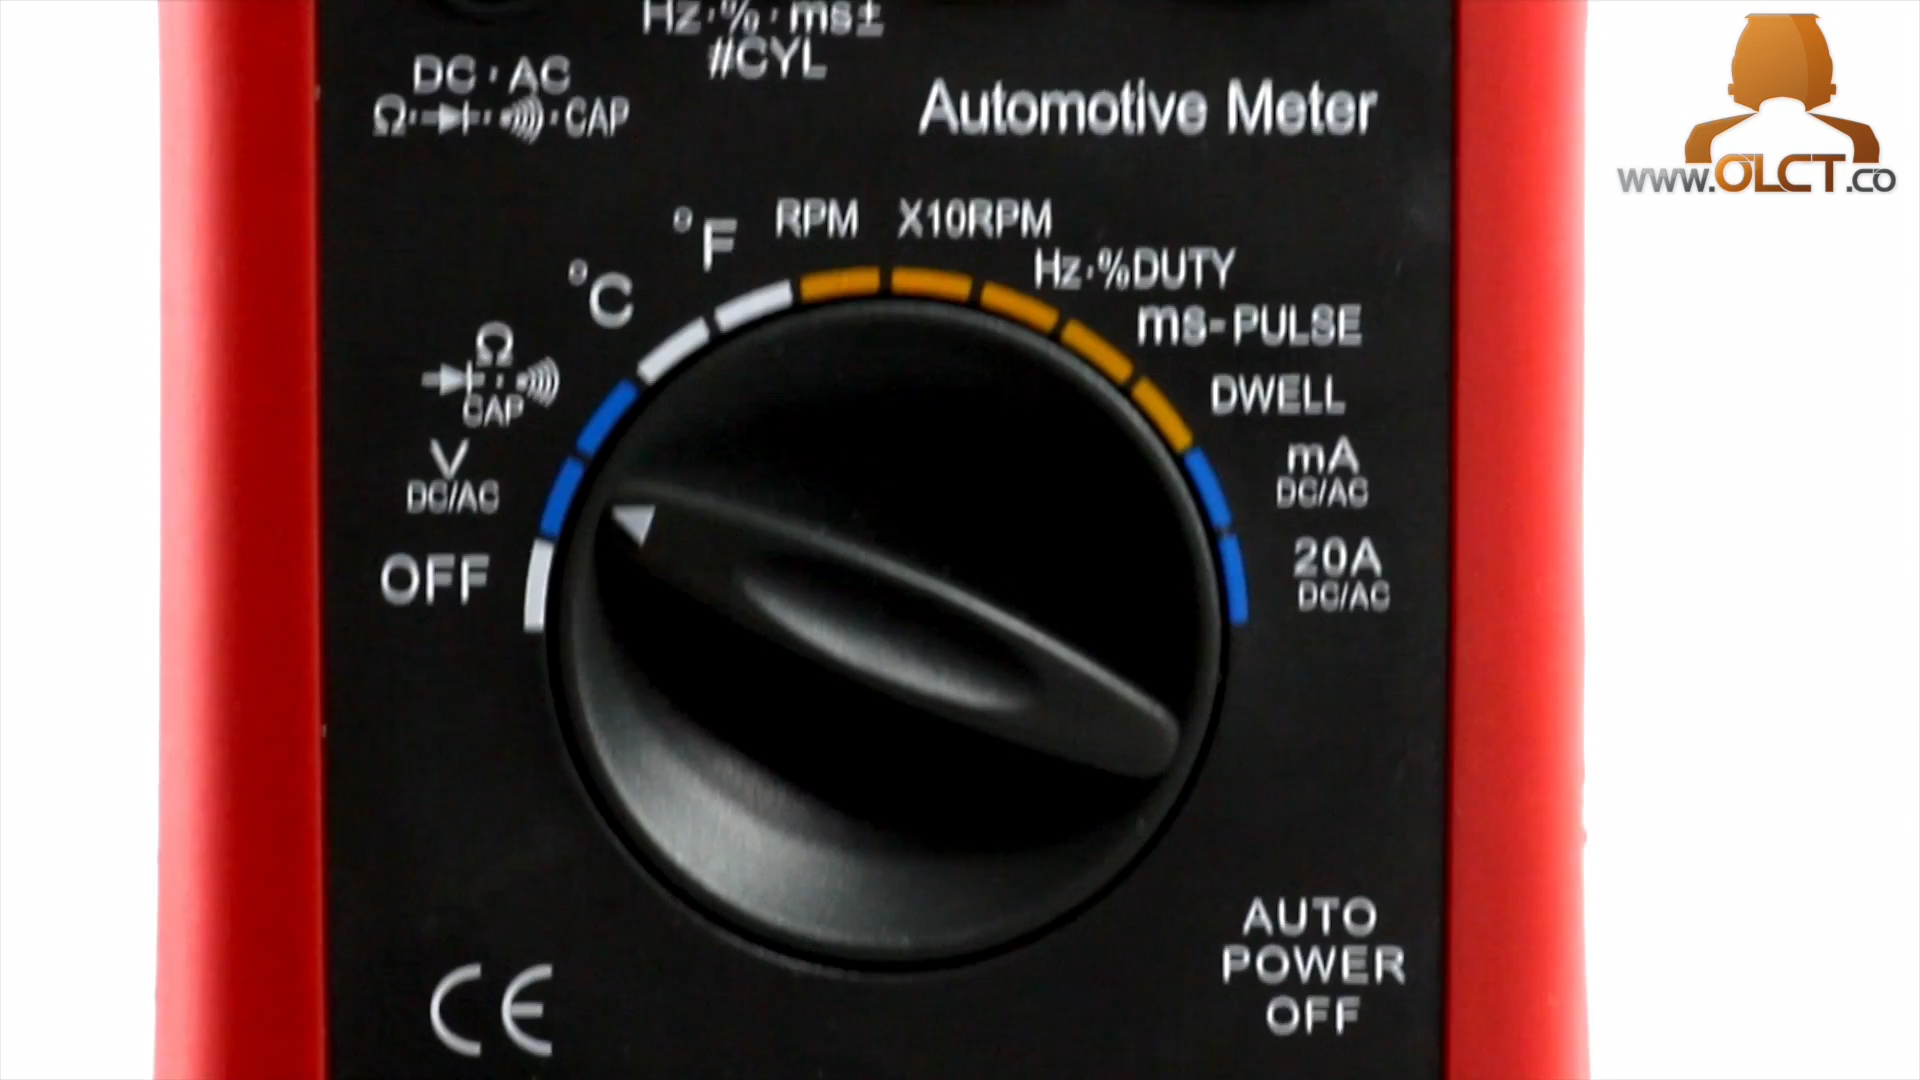 Hz·%·ms±
#CYL
DC·AC
Ω·CAP
Automotive Meter
www.OLCT.co
°F
RPM
X10RPM
Hz·%DUTY
°C
ms-PULSE
Ω
CAP
DWELL
V
DC/AC
mA
DC/AC
OFF
20A
DC/AC
AUTO
POWER
OFF
CE